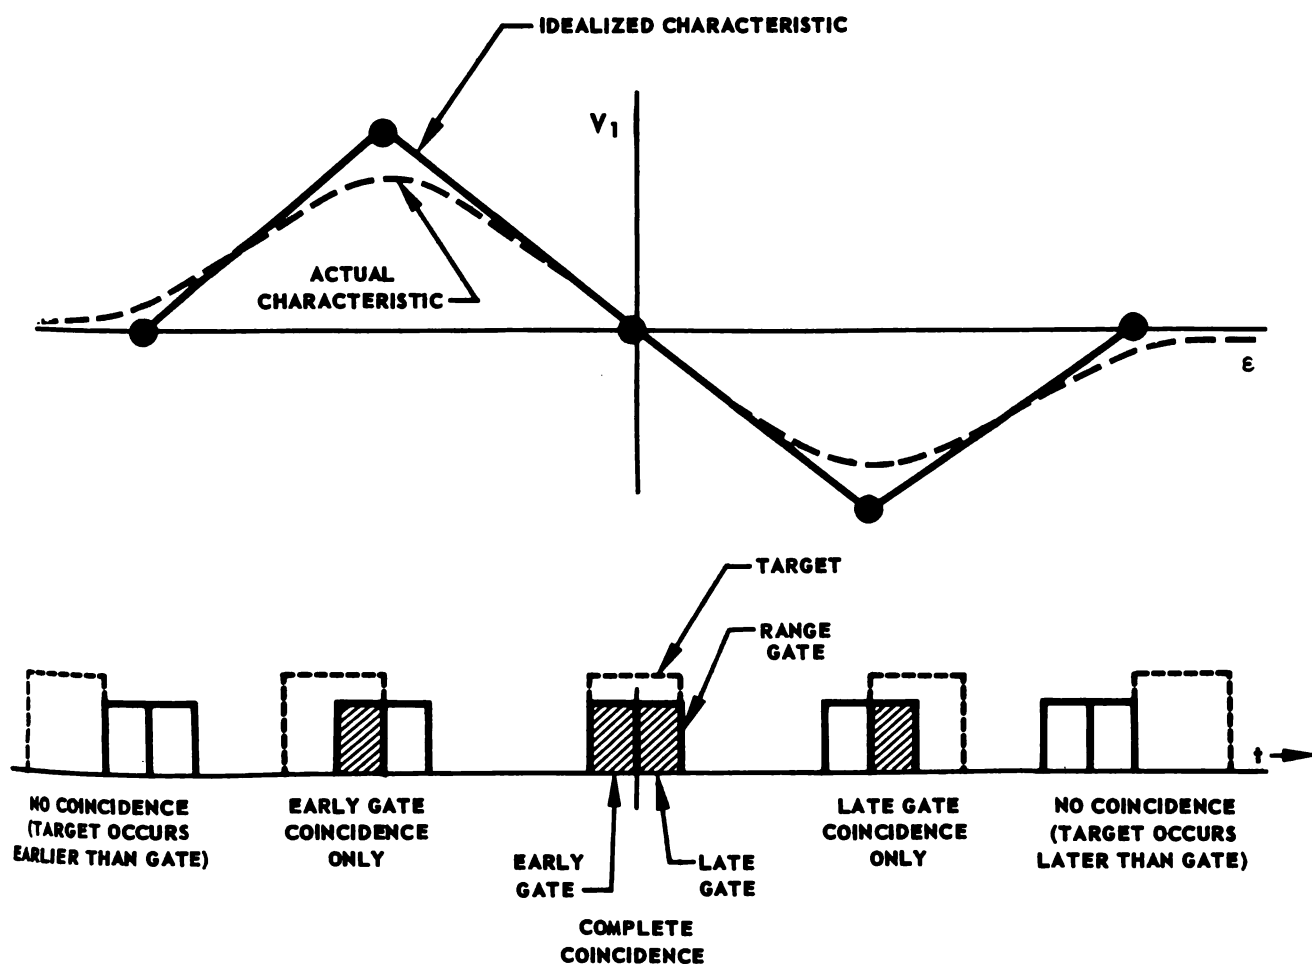 IDEALIZED CHARACTERISTIC
V1
ACTUAL
CHARACTERISTIC
ε
TARGET
RANGE
GATE
t
NO COINCIDENCE
(TARGET OCCURS
EARLIER THAN GATE)
EARLY GATE
COINCIDENCE
ONLY
EARLY
GATE
LATE
GATE
COMPLETE
COINCIDENCE
LATE GATE
COINCIDENCE
ONLY
NO COINCIDENCE
(TARGET OCCURS
LATER THAN GATE)